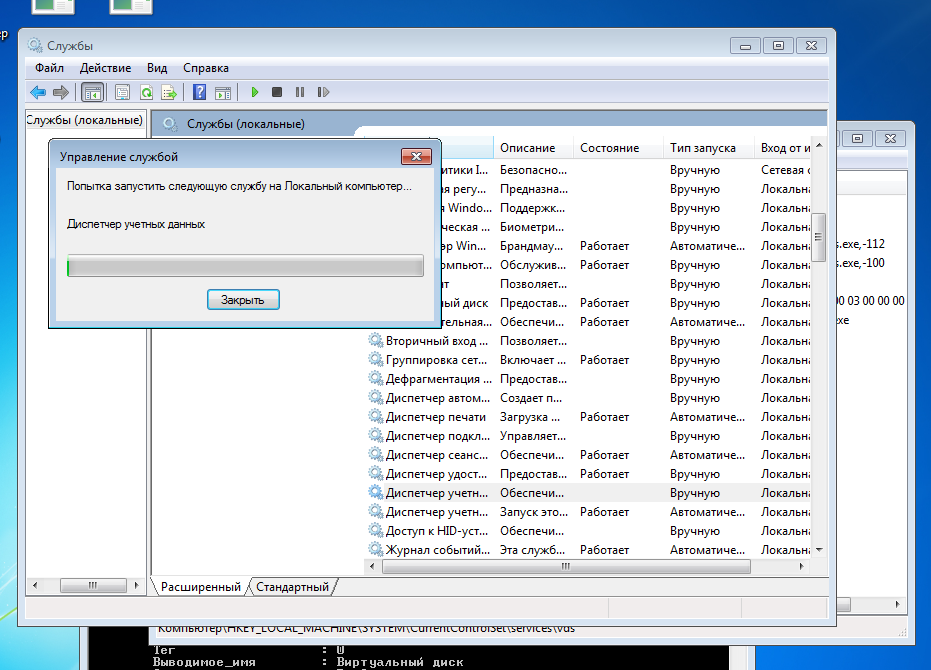 ер
Службы
Файл Действие Вид Справка
Службы (локальные)
Службы (локальные)
Описание Состояние Тип запуска Вход от и
итики I... Безопасно... Вручную Сетевая с
ая регу... Предназна... Вручную Локальна
я Windo... Поддержк... Вручную Локальна
ическая ... Биометри... Вручную Локальна
эр Win... Брандмау... Работает Автоматиче... Локальна
компьют... Обслужив... Работает Вручную Локальна
нт Позволяет... Вручную Локальна
ный диск Предостав... Работает Вручную Локальна
ательная... Обеспечи... Работает Автоматиче... Локальна
Вторичный вход ... Позволяет... Вручную Локальна
Группировка сет... Включает ... Работает Вручную Локальна
Дефрагментация ... Предостав... Вручную Локальна
Диспетчер автом... Создает п... Вручную Локальна
Диспетчер печати Загрузка ... Работает Автоматиче... Локальна
Диспетчер подкл... Управляет... Вручную Локальна
Диспетчер сеанс... Обеспечи... Работает Автоматиче... Локальна
Диспетчер удост... Предостав... Работает Вручную Локальна
Диспетчер учетн... Обеспечи... Вручную Локальна
Диспетчер учетн... Запуск это... Работает Автоматиче... Локальна
Доступ к HID-уст... Обеспечи... Вручную Локальна
Журнал событий... Эта служб... Работает Автоматиче... Локальна
Расширенный Стандартный
Управление службой
Попытка запустить следующую службу на Локальный компьютер...
Диспетчер учетных данных
Закрыть
s.exe,-112
s.exe,-100
00 03 00 00 00
exe
Компьютер\HKEY_LOCAL_MACHINE\SYSTEM\CurrentControlSet\services\vds
Тег : 0
Выводимое_имя : Виртуальный диск